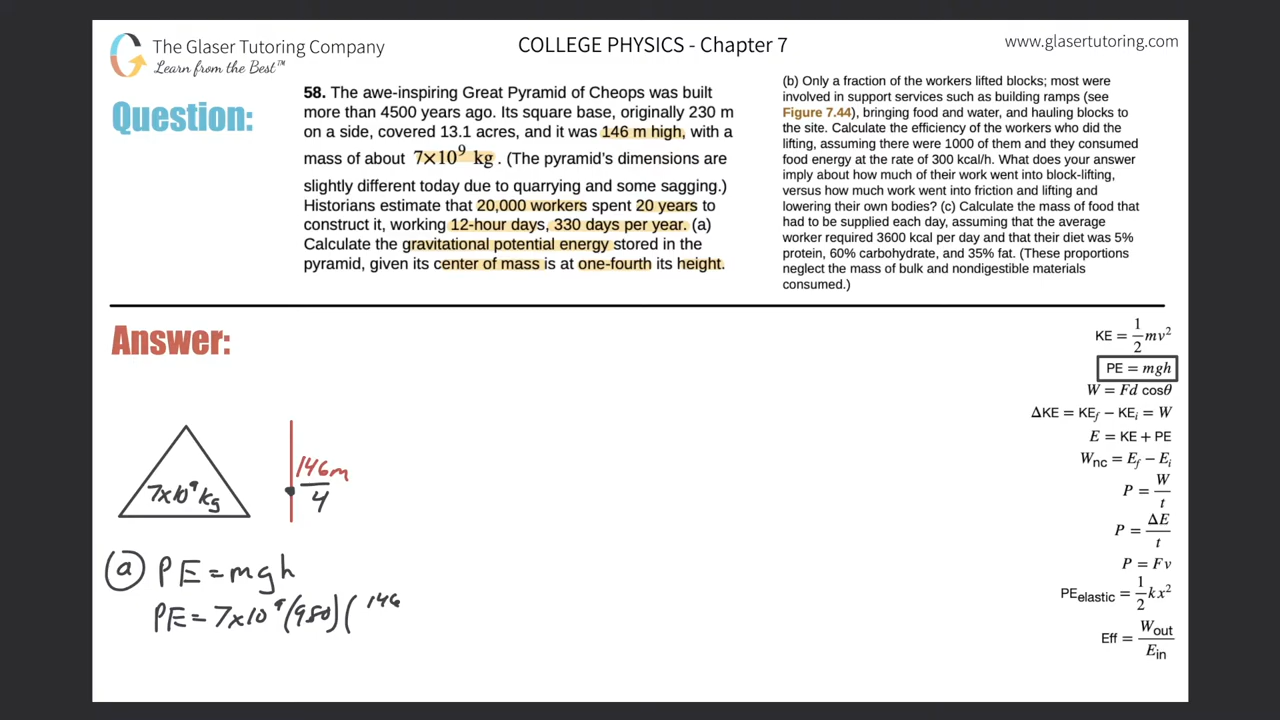 The Glaser Tutoring Company
Learn from the Best™
COLLEGE PHYSICS - Chapter 7
www.glasertutoring.com
Question:
58. The awe-inspiring Great Pyramid of Cheops was built
more than 4500 years ago. Its square base, originally 230 m
on a side, covered 13.1 acres, and it was 146 m high, with a
mass of about 7×10⁹ kg. (The pyramid's dimensions are
slightly different today due to quarrying and some sagging.)
Historians estimate that 20,000 workers spent 20 years to
construct it, working 12-hour days, 330 days per year. (a)
Calculate the gravitational potential energy stored in the
pyramid, given its center of mass is at one-fourth its height.
(b) Only a fraction of the workers lifted blocks; most were
involved in support services such as building ramps (see
Figure 7.44), bringing food and water, and hauling blocks to
the site. Calculate the efficiency of the workers who did the
lifting, assuming there were 1000 of them and they consumed
food energy at the rate of 300 kcal/h. What does your answer
imply about how much of their work went into block-lifting,
versus how much work went into friction and lifting and
lowering their own bodies? (c) Calculate the mass of food that
had to be supplied each day, assuming that the average
worker required 3600 kcal per day and that their diet was 5%
protein, 60% carbohydrate, and 35% fat. (These proportions
neglect the mass of bulk and nondigestible materials
consumed.)
Answer:
7x10⁹ kg
146m
4
(a) PE = mgh
PE = 7x10⁹ (9.80) ( 146
KE = 1/2 mv²
PE = mgh
W = Fd cosθ
ΔKE = KEf − KEi = W
E = KE + PE
Wnc = Ef − Ei
P = W/t
P = ΔE/t
P = Fv
PEelastic = 1/2 kx²
Eff = Wout/Ein